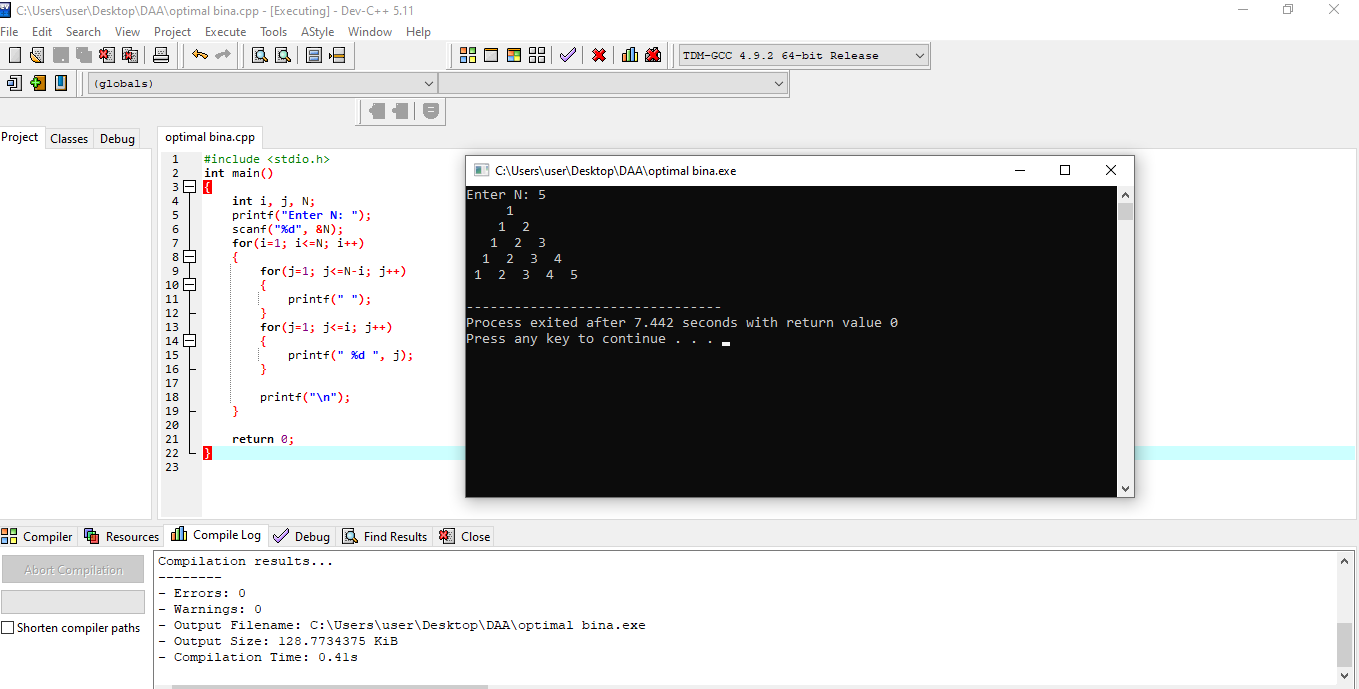 C:\Users\user\Desktop\DAA\optimal bina.cpp - [Executing] - Dev-C++ 5.11
File Edit Search View Project Execute Tools AStyle Window Help
TDM-GCC 4.9.2 64-bit Release
(globals)
Project Classes Debug
optimal bina.cpp
1 #include <stdio.h>
2 int main()
3 {
4 int i, j, N;
5 printf("Enter N: ");
6 scanf("%d", &N);
7 for(i=1; i<=N; i++)
8 {
9 for(j=1; j<=N-i; j++)
10 {
11 printf(" ");
12 }
13 for(j=1; j<=i; j++)
14 {
15 printf(" %d ", j);
16 }
17
18 printf("\n");
19 }
20
21 return 0;
22 }
23
C:\Users\user\Desktop\DAA\optimal bina.exe
Enter N: 5
1
1 2
1 2 3
1 2 3 4
1 2 3 4 5
--------------------------------
Process exited after 7.442 seconds with return value 0
Press any key to continue . . .
Compiler Resources Compile Log Debug Find Results Close
Abort Compilation
Shorten compiler paths
Compilation results...
--------
- Errors: 0
- Warnings: 0
- Output Filename: C:\Users\user\Desktop\DAA\optimal bina.exe
- Output Size: 128.7734375 KiB
- Compilation Time: 0.41s